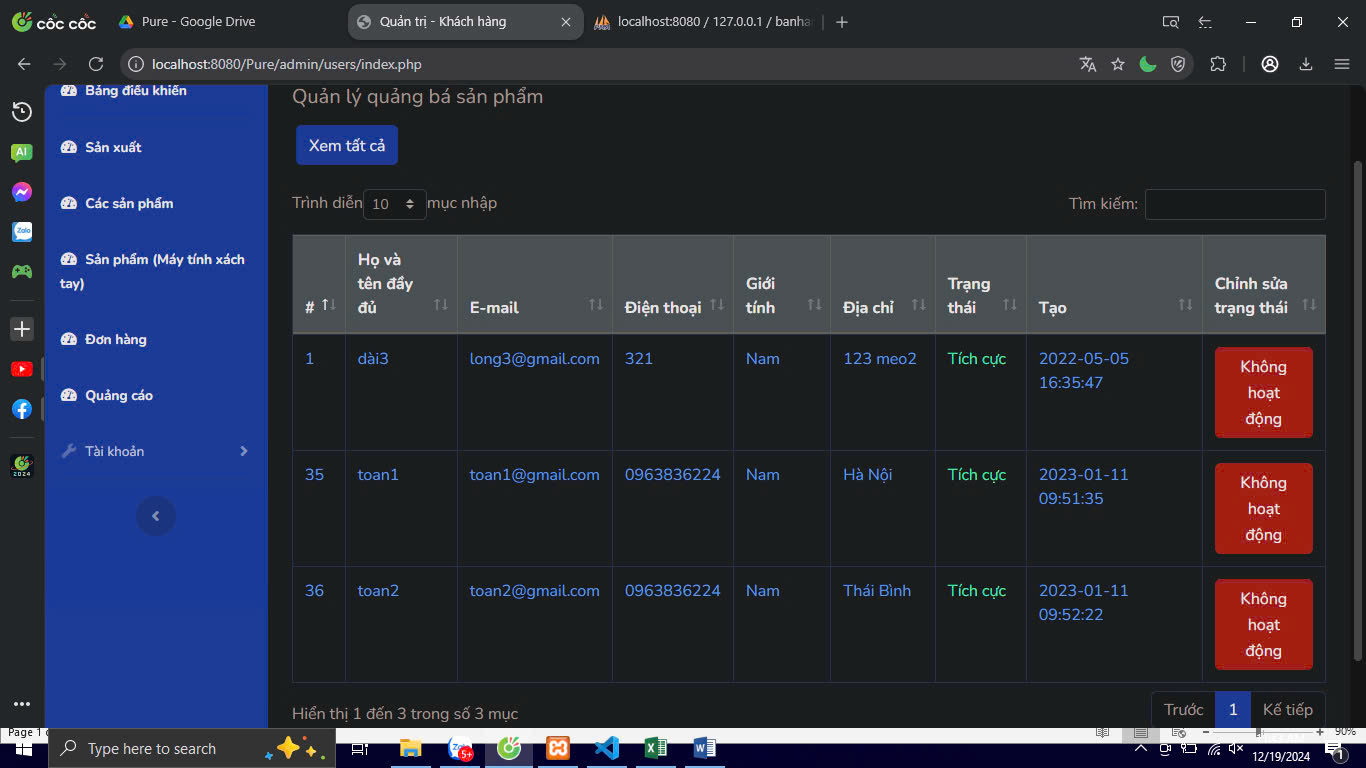 cốc cốc
Pure - Google Drive
Quản trị - Khách hàng
localhost:8080 / 127.0.0.1 / banhan
localhost:8080/Pure/admin/users/index.php
Bảng điều khiển
Sản xuất
Các sản phẩm
Sản phẩm (Máy tính xách
tay)
Đơn hàng
Quảng cáo
Tài khoản
AI
Zalo
2024
Quản lý quảng bá sản phẩm
Xem tất cả
Trình diễn 10 mục nhập
Tìm kiếm:
# Họ và tên đầy đủ E-mail Điện thoại Giới tính Địa chỉ Trạng thái Tạo Chỉnh sửa trạng thái
1 dài3 long3@gmail.com 321 Nam 123 meo2 Tích cực 2022-05-05 16:35:47 Không hoạt động
35 toan1 toan1@gmail.com 0963836224 Nam Hà Nội Tích cực 2023-01-11 09:51:35 Không hoạt động
36 toan2 toan2@gmail.com 0963836224 Nam Thái Bình Tích cực 2023-01-11 09:52:22 Không hoạt động
Hiển thị 1 đến 3 trong số 3 mục
Trước 1 Kế tiếp
Page 1
90%
Type here to search
5+
12/19/2024
1